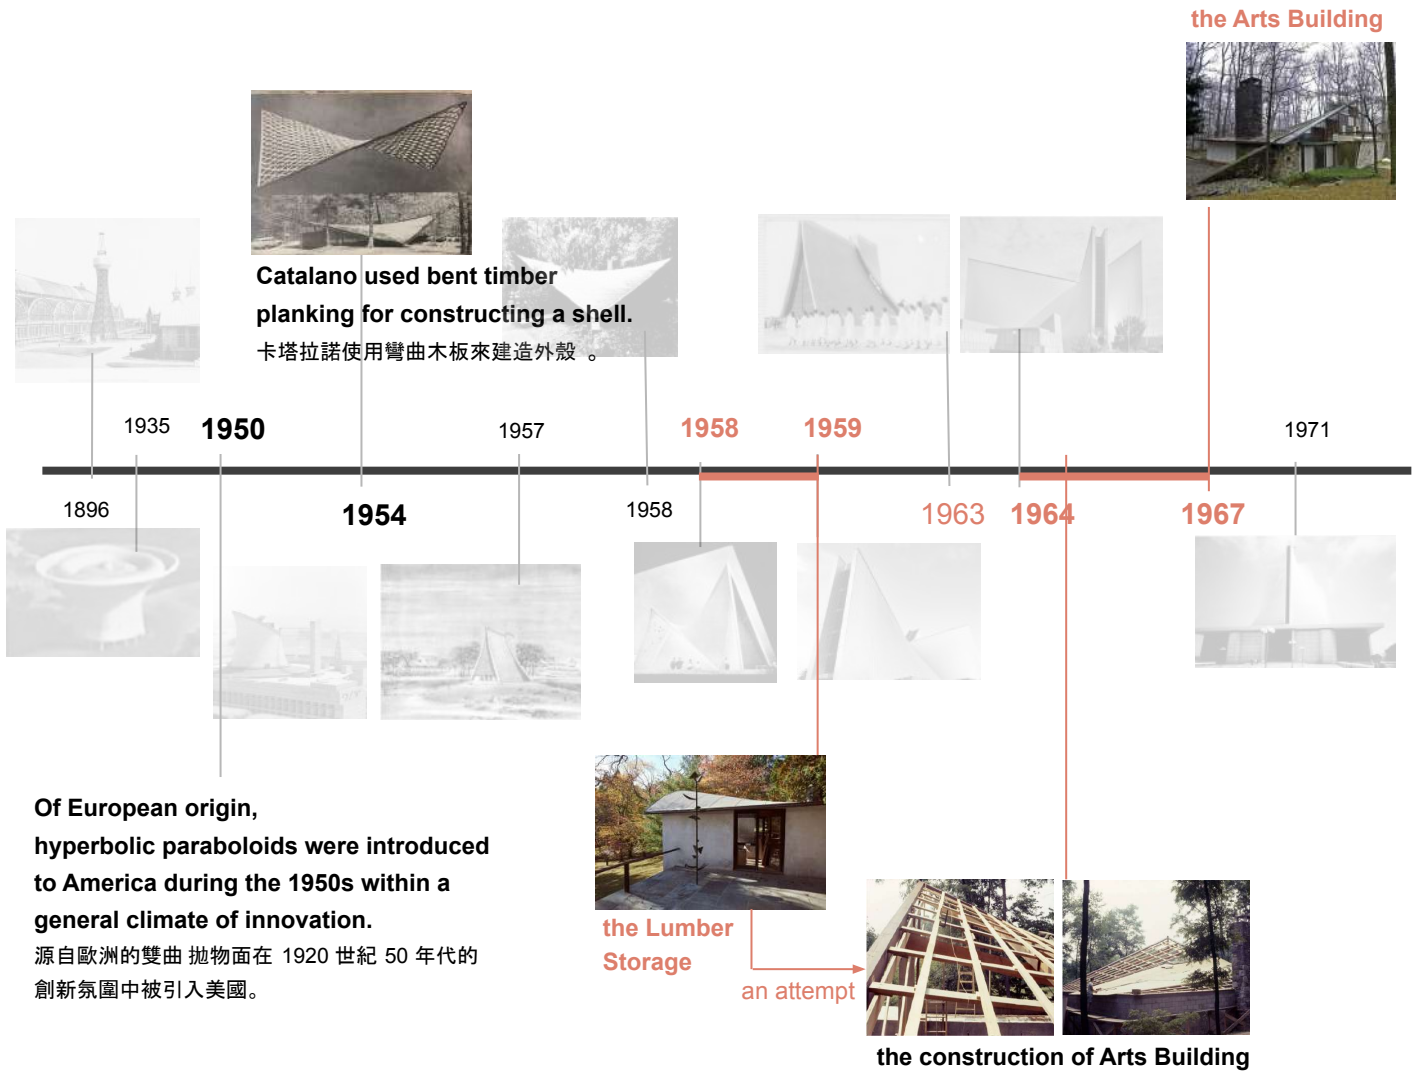 the Arts Building
Catalano used bent timber
planking for constructing a shell.
卡塔拉諾使用彎曲木板來建造外殼 。
1935
1950
1957
1958
1959
1971
1896
1954
1958
1963
1964
1967
Of European origin,
hyperbolic paraboloids were introduced
to America during the 1950s within a
general climate of innovation.
源自歐洲的雙曲 拋物面在 1920 世紀 50 年代的
創新氛圍中被引入美國。
the Lumber
Storage
an attempt
the construction of Arts Building